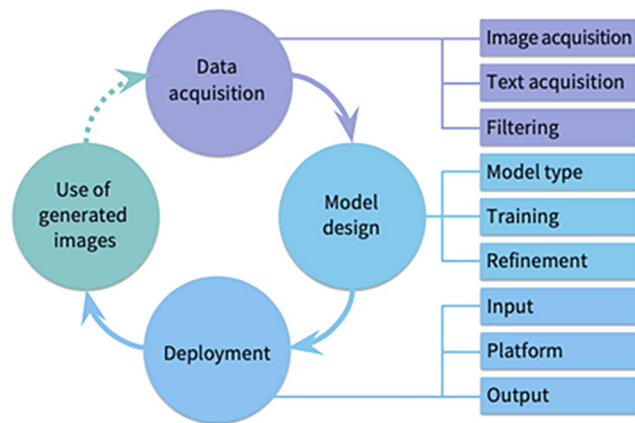 Data
acquisition
Model
design
Deployment
Use of
generated
images
Image acquisition
Text acquisition
Filtering
Model type
Training
Refinement
Input
Platform
Output